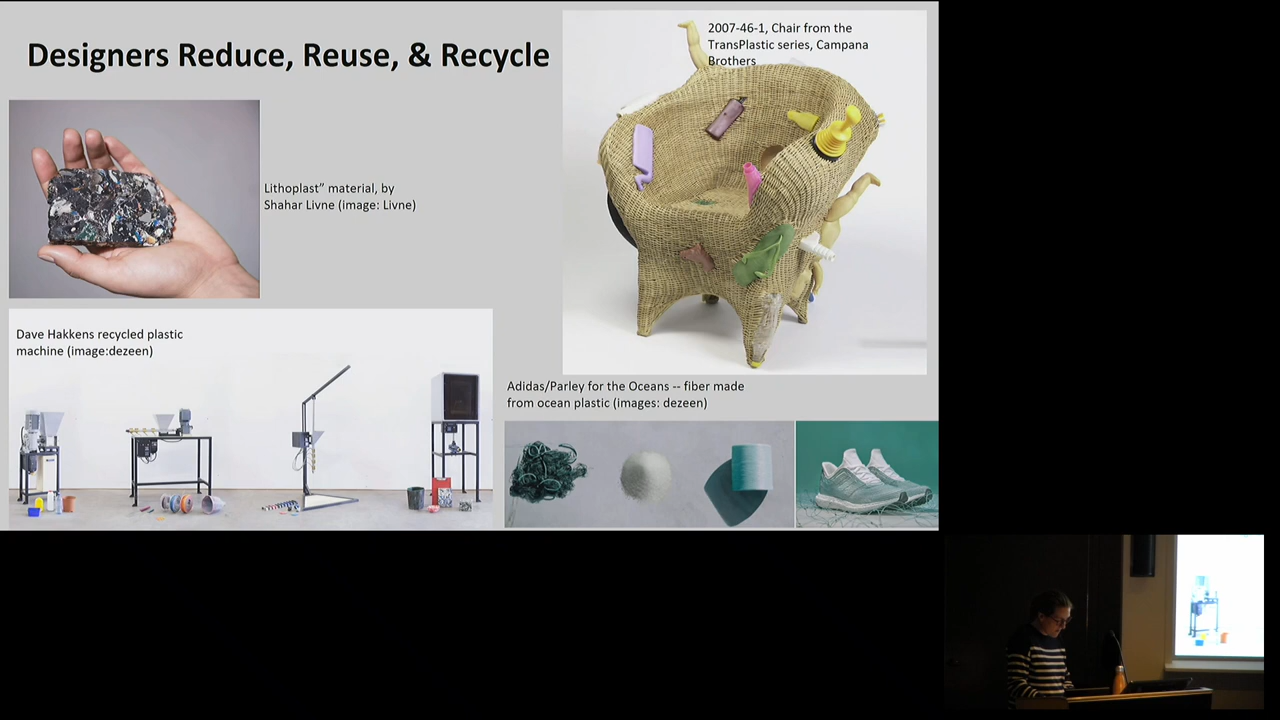 Designers Reduce, Reuse, & Recycle
2007-46-1, Chair from the
TransPlastic series, Campana
Brothers
Lithoplast” material, by
Shahar Livne (image: Livne)
Dave Hakkens recycled plastic
machine (image:dezeen)
Adidas/Parley for the Oceans -- fiber made
from ocean plastic (images: dezeen)